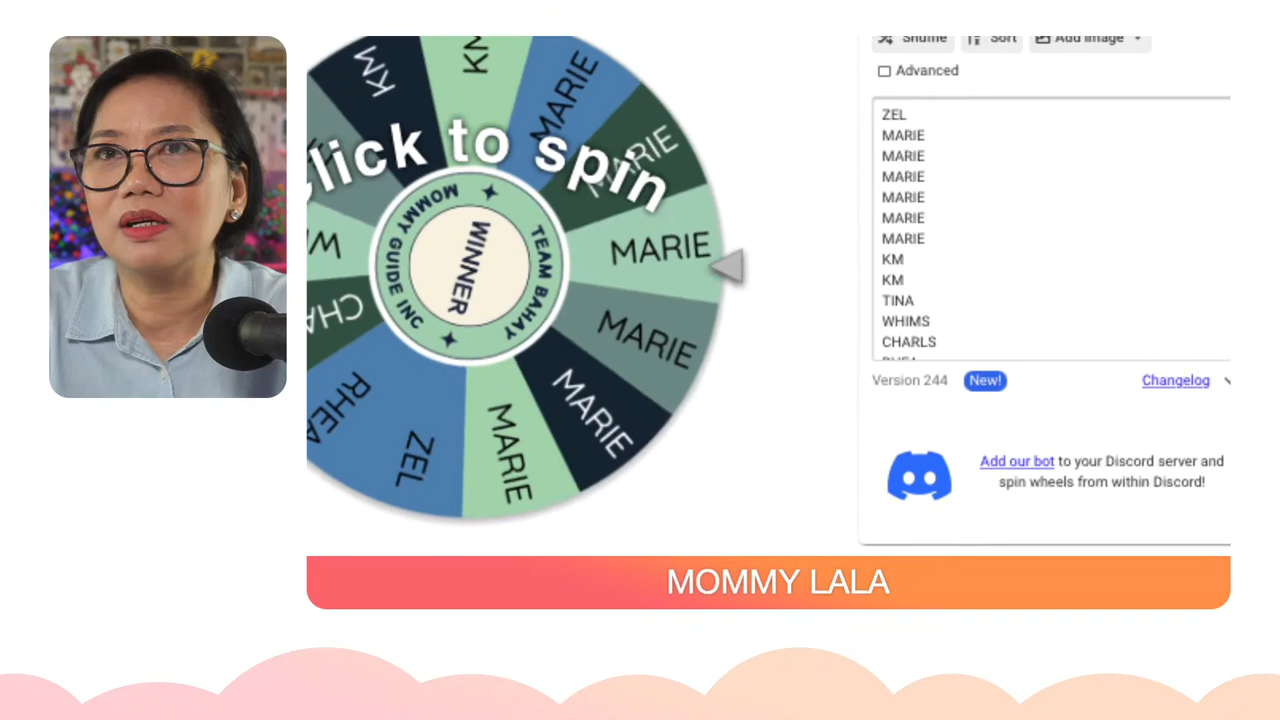 Shuffle
Sort
Add image
Advanced
ZEL
MARIE
MARIE
MARIE
MARIE
MARIE
MARIE
KM
KM
TINA
WHIMS
CHARLS
Version 244
New!
Changelog
Add our bot to your Discord server and
spin wheels from within Discord!
KM
MARIE
MARIE
MARIE
MARIE
MARIE
MARIE
ZEL
RHEA
to spin
MOMMY GUIDE INC
TEAM BAHAY
WINNER
MOMMY LALA